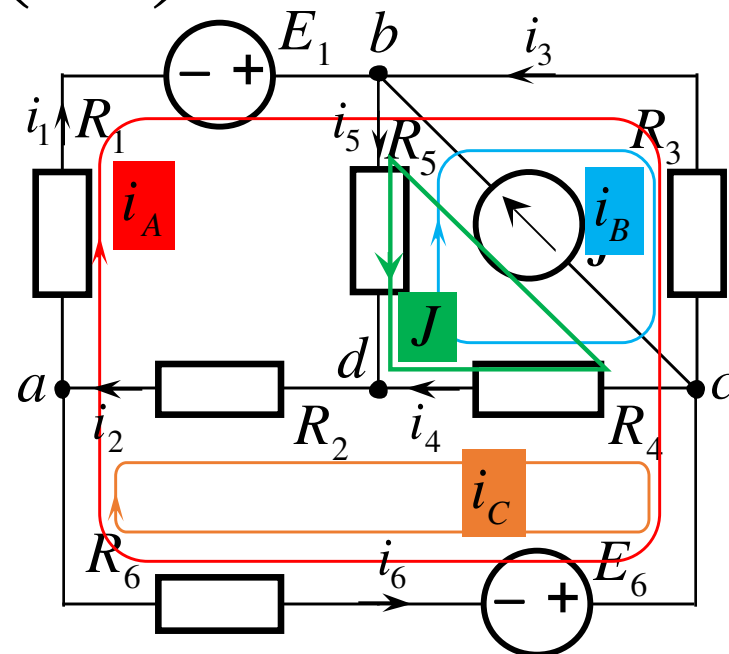 E1 b i3
i1 R1 i5 R5 R3
iA iB J
J
a d c
i2 R2 i4 R4
iC
R6 i6 E6